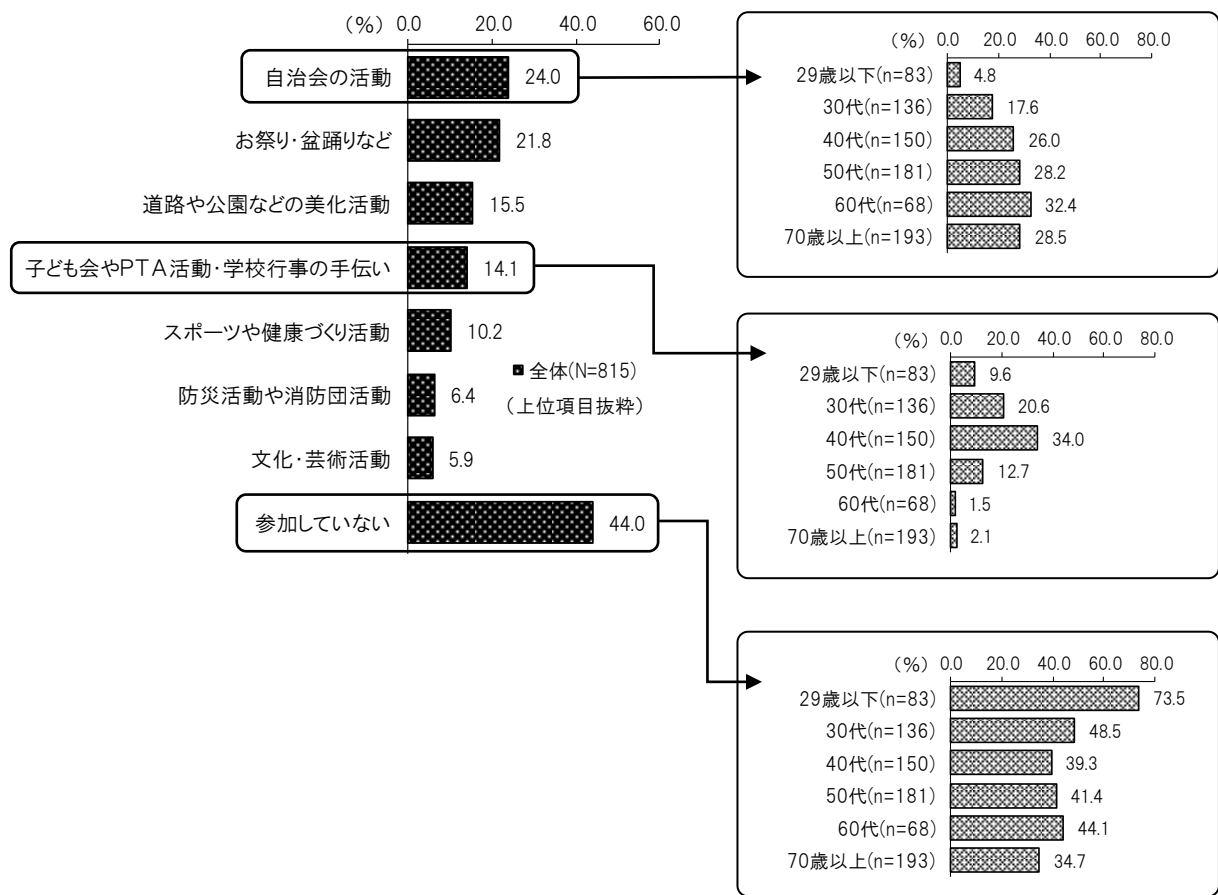 (%) 0.0 20.0 40.0 60.0
自治会の活動 24.0
お祭り・盆踊りなど 21.8
道路や公園などの美化活動 15.5
子ども会やPTA活動・学校行事の手伝い 14.1
スポーツや健康づくり活動 10.2
防災活動や消防団活動 6.4
文化・芸術活動 5.9
参加していない 44.0
全体(N=815)
(上位項目抜粋)
(%) 0.0 20.0 40.0 60.0 80.0
29歳以下(n=83) 4.8
30代(n=136) 17.6
40代(n=150) 26.0
50代(n=181) 28.2
60代(n=68) 32.4
70歳以上(n=193) 28.5
(%) 0.0 20.0 40.0 60.0 80.0
29歳以下(n=83) 9.6
30代(n=136) 20.6
40代(n=150) 34.0
50代(n=181) 12.7
60代(n=68) 1.5
70歳以上(n=193) 2.1
(%) 0.0 20.0 40.0 60.0 80.0
29歳以下(n=83) 73.5
30代(n=136) 48.5
40代(n=150) 39.3
50代(n=181) 41.4
60代(n=68) 44.1
70歳以上(n=193) 34.7